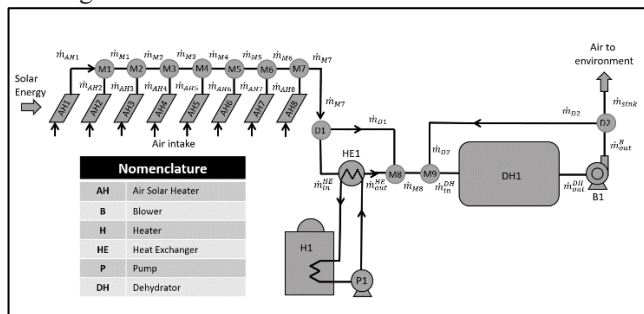 Air to
environment
ṁ_AH1 ṁ_M1 ṁ_M2 ṁ_M3 ṁ_M4 ṁ_M5 ṁ_M6 ṁ_M7
M1 M2 M3 M4 M5 M6 M7
Solar
Energy
ṁ_AH2 ṁ_AH3 ṁ_AH4 ṁ_AH5 ṁ_AH6 ṁ_AH7 ṁ_AH8
AH1 AH2 AH3 AH4 AH5 AH6 AH7 AH8
Air intake
ṁ_M7
D1
ṁ_D1
ṁ_D2
D2
ṁ_sink
ṁ_D2
ṁ_out^H
HE1
ṁ_in^HE
ṁ_out^HE
M8
ṁ_M8
M9
ṁ_in^DH
DH1
ṁ_out^DH
B1
H1
P1
Nomenclature
AH Air Solar Heater
B Blower
H Heater
HE Heat Exchanger
P Pump
DH Dehydrator